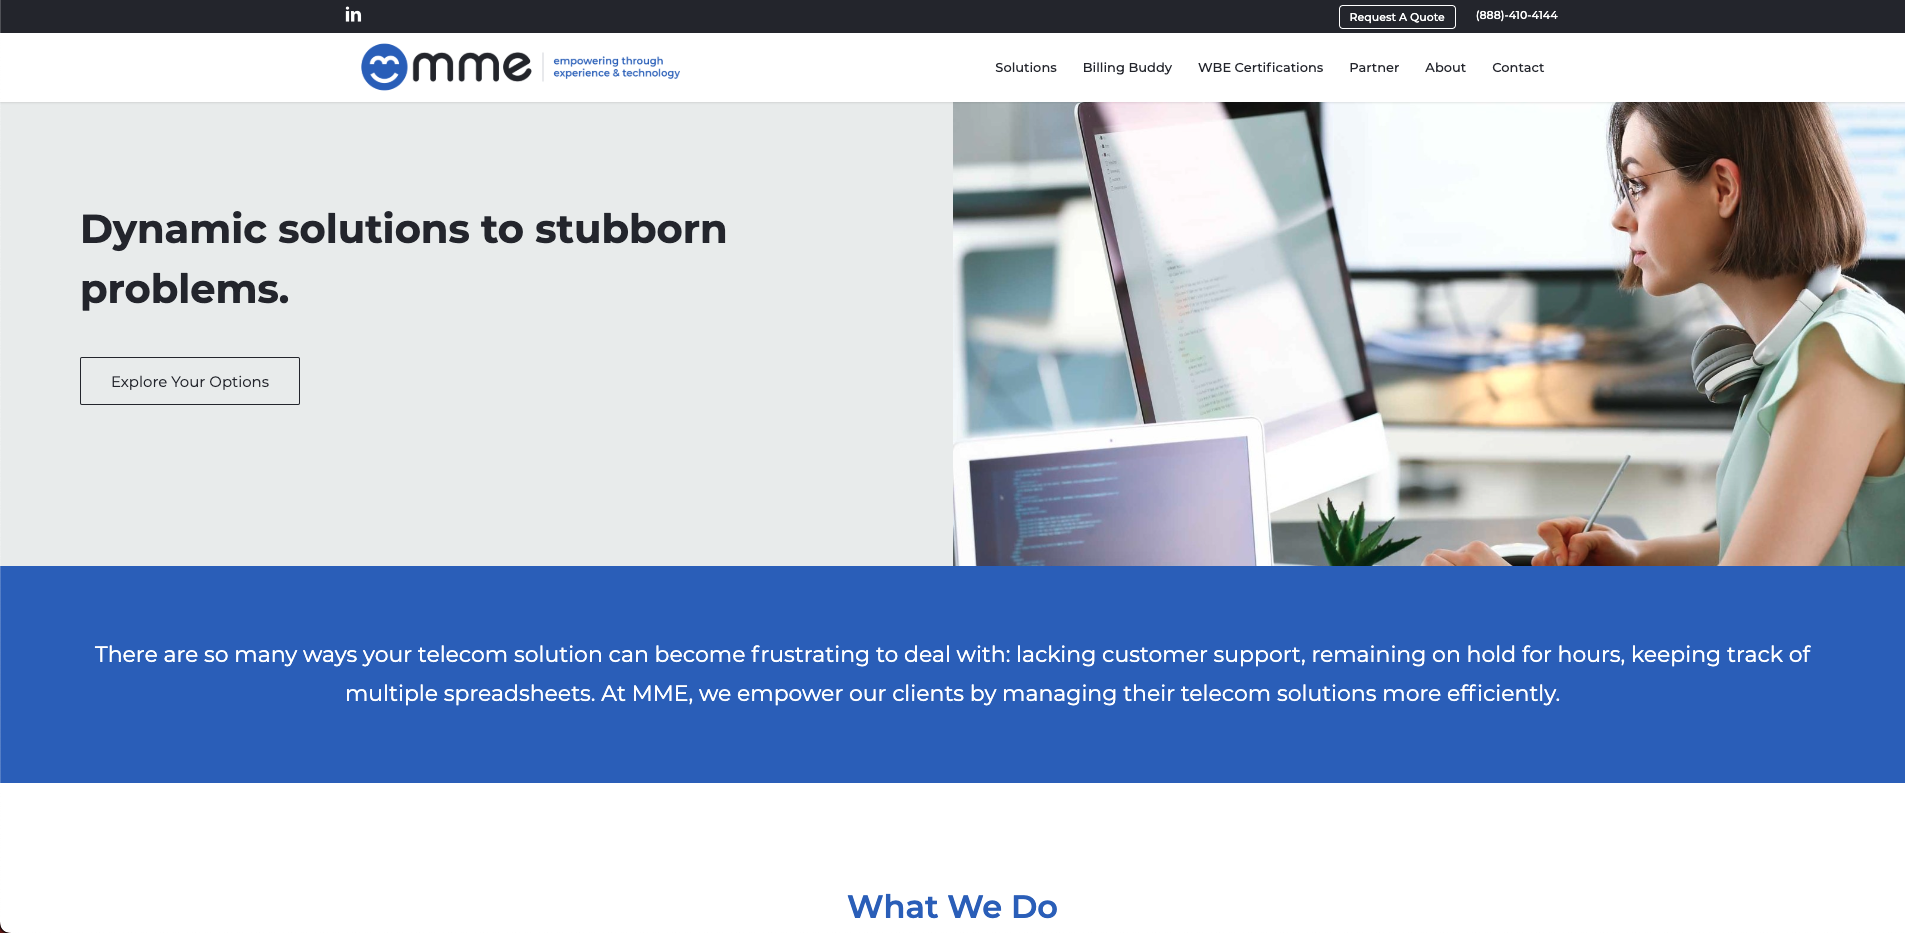 in
Request A Quote
(888)-410-4144
mme
empowering through
experience & technology
Solutions
Billing Buddy
WBE Certifications
Partner
About
Contact
Dynamic solutions to stubborn
problems.
Explore Your Options
There are so many ways your telecom solution can become frustrating to deal with: lacking customer support, remaining on hold for hours, keeping track of
multiple spreadsheets. At MME, we empower our clients by managing their telecom solutions more efficiently.
What We Do